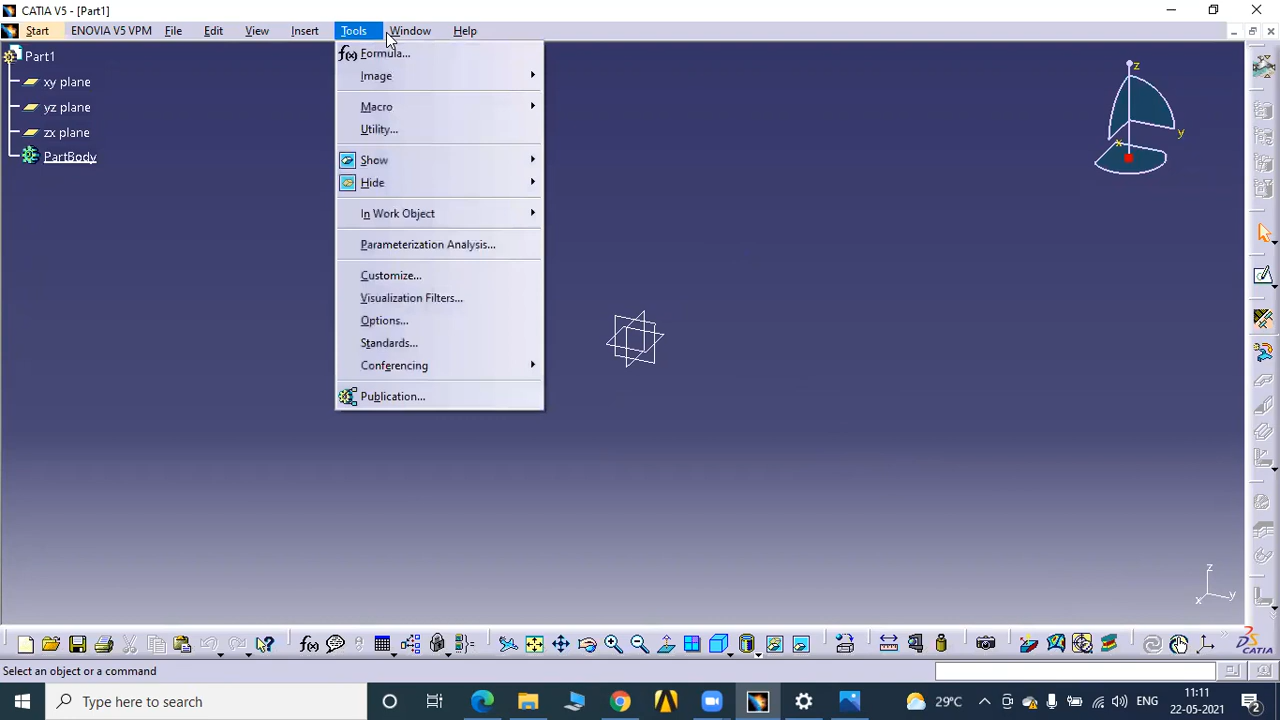 CATIA V5 - [Part1]
Start ENOVIA V5 VPM File Edit View Insert Tools Window Help
Part1
xy plane
yz plane
zx plane
PartBody
f(x) Formula...
Image
Macro
Utility...
Show
Hide
In Work Object
Parameterization Analysis...
Customize...
Visualization Filters...
Options...
Standards...
Conferencing
Publication...
z
y
x
z
x y
f(x)
CATIA
Select an object or a command
Type here to search
29°C
ENG
11:11
22-05-2021
2